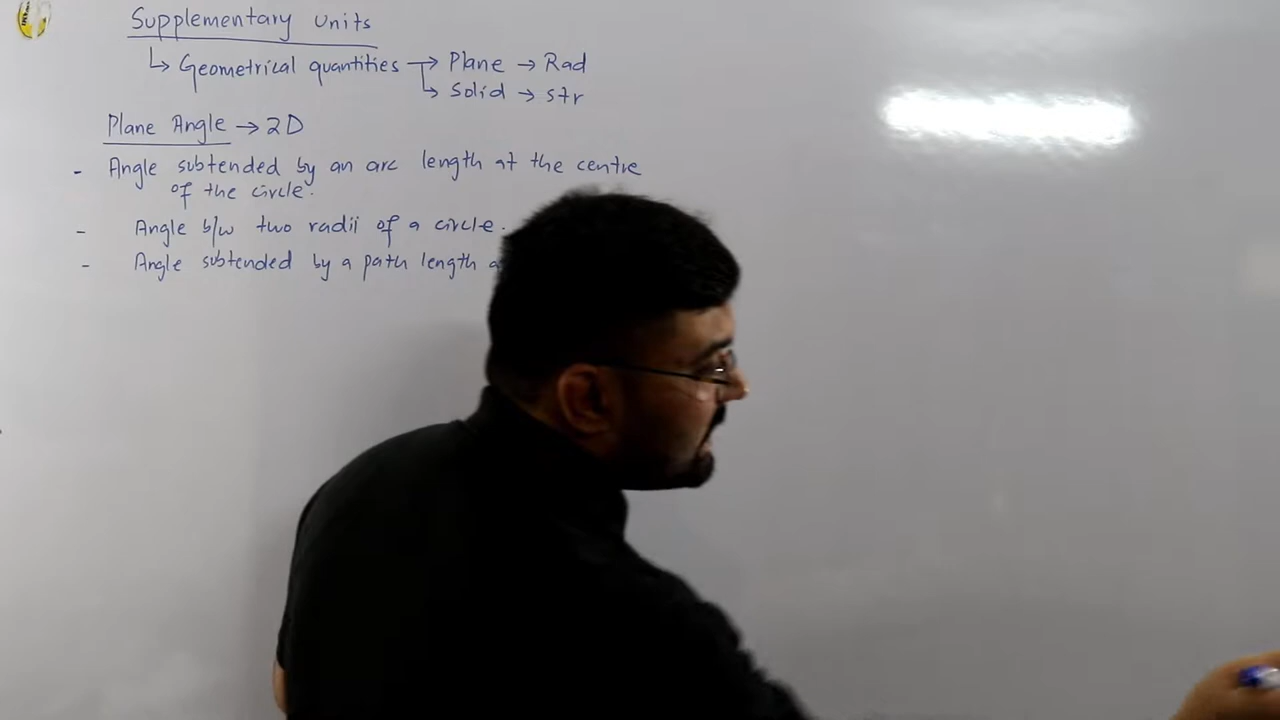 Supplementary units
↳ Geometrical quantities → Plane → Rad
↳ Solid → str
Plane Angle → 2D
- Angle subtended by an arc length at the centre
of the circle.
- Angle b/w two radii of a circle.
- Angle subtended by a path length